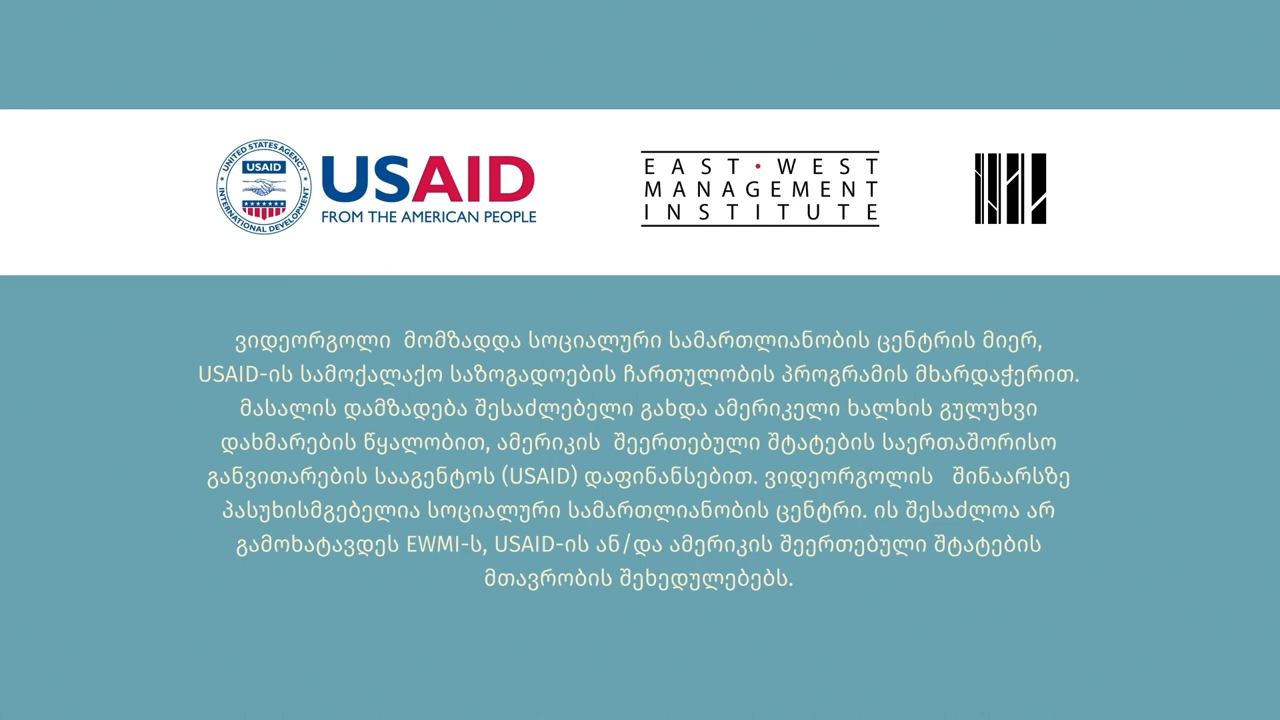 UNITED STATES AGENCY
USAID
INTERNATIONAL DEVELOPMENT
USAID
FROM THE AMERICAN PEOPLE
EAST·WEST
MANAGEMENT
INSTITUTE
ვიდეორგოლი მომზადდა სოციალური სამართლიანობის ცენტრის მიერ,
USAID-ის სამოქალაქო საზოგადოების ჩართულობის პროგრამის მხარდაჭერით.
მასალის დამზადება შესაძლებელი გახდა ამერიკელი ხალხის გულუხვი
დახმარების წყალობით, ამერიკის შეერთებული შტატების საერთაშორისო
განვითარების სააგენტოს (USAID) დაფინანსებით. ვიდეორგოლის შინაარსზე
პასუხისმგებელია სოციალური სამართლიანობის ცენტრი. ის შესაძლოა არ
გამოხატავდეს EWMI-ს, USAID-ის ან/და ამერიკის შეერთებული შტატების
მთავრობის შეხედულებებს.